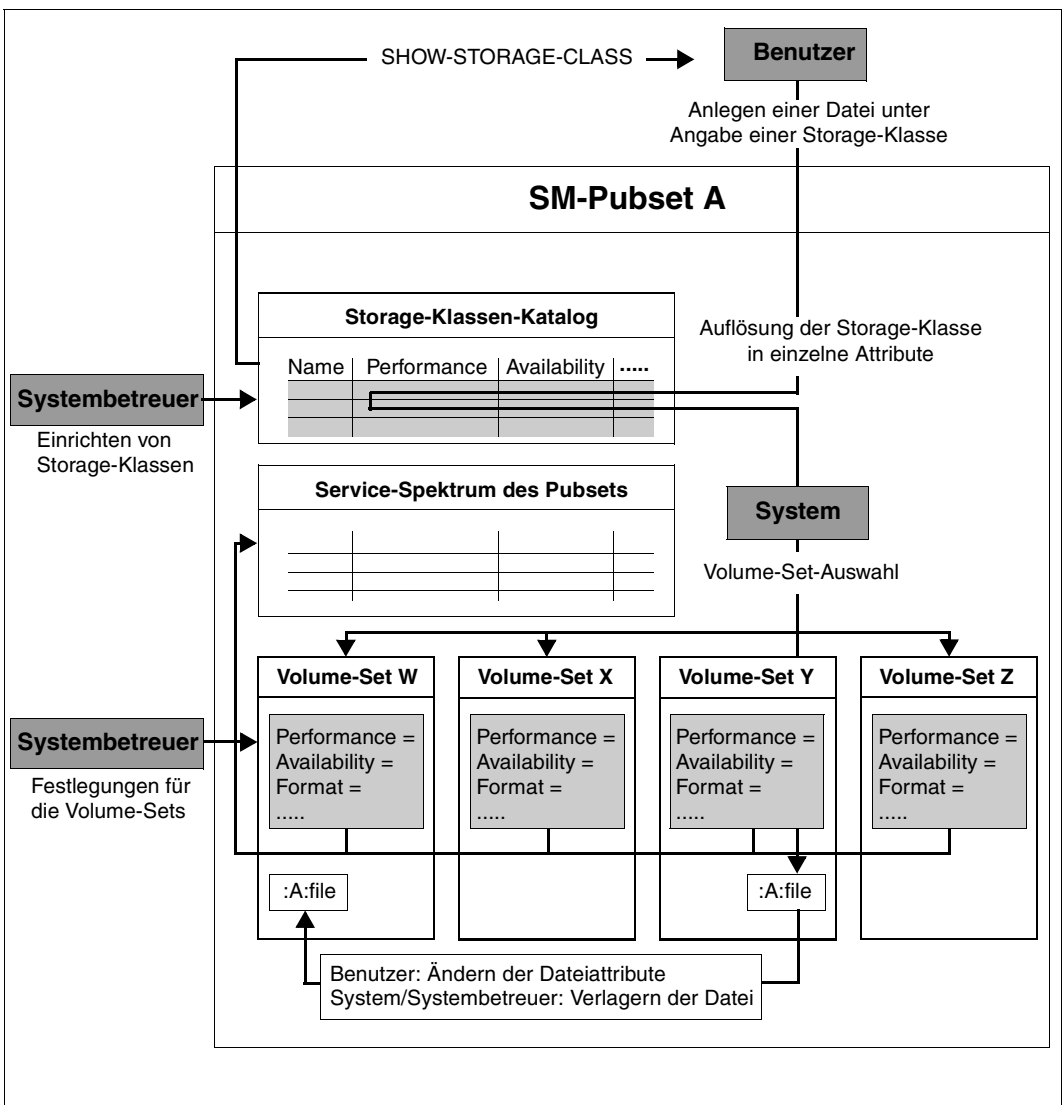 SHOW-STORAGE-CLASS
Benutzer
Anlegen einer Datei unter
Angabe einer Storage-Klasse
SM-Pubset A
Storage-Klassen-Katalog
Name Performance Availability .....
Auflösung der Storage-Klasse
in einzelne Attribute
Systembetreuer
Einrichten von
Storage-Klassen
Service-Spektrum des Pubsets
System
Volume-Set-Auswahl
Volume-Set W
Volume-Set X
Volume-Set Y
Volume-Set Z
Systembetreuer
Festlegungen für
die Volume-Sets
Performance =
Availability =
Format =
.....
Performance =
Availability =
Format =
.....
Performance =
Availability =
Format =
.....
Performance =
Availability =
Format =
.....
:A:file
:A:file
Benutzer: Ändern der Dateiattribute
System/Systembetreuer: Verlagern der Datei